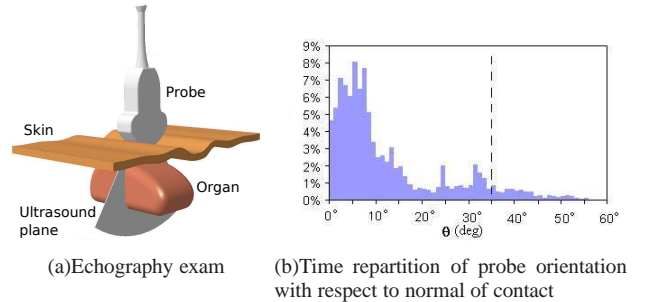 Probe
Skin
Organ
Ultrasound
plane
(a)Echography exam
9%
8%
7%
6%
5%
4%
3%
2%
1%
0%
0° 10° 20° 30° 40° 50° 60°
θ (deg)
(b)Time repartition of probe orientation
with respect to normal of contact